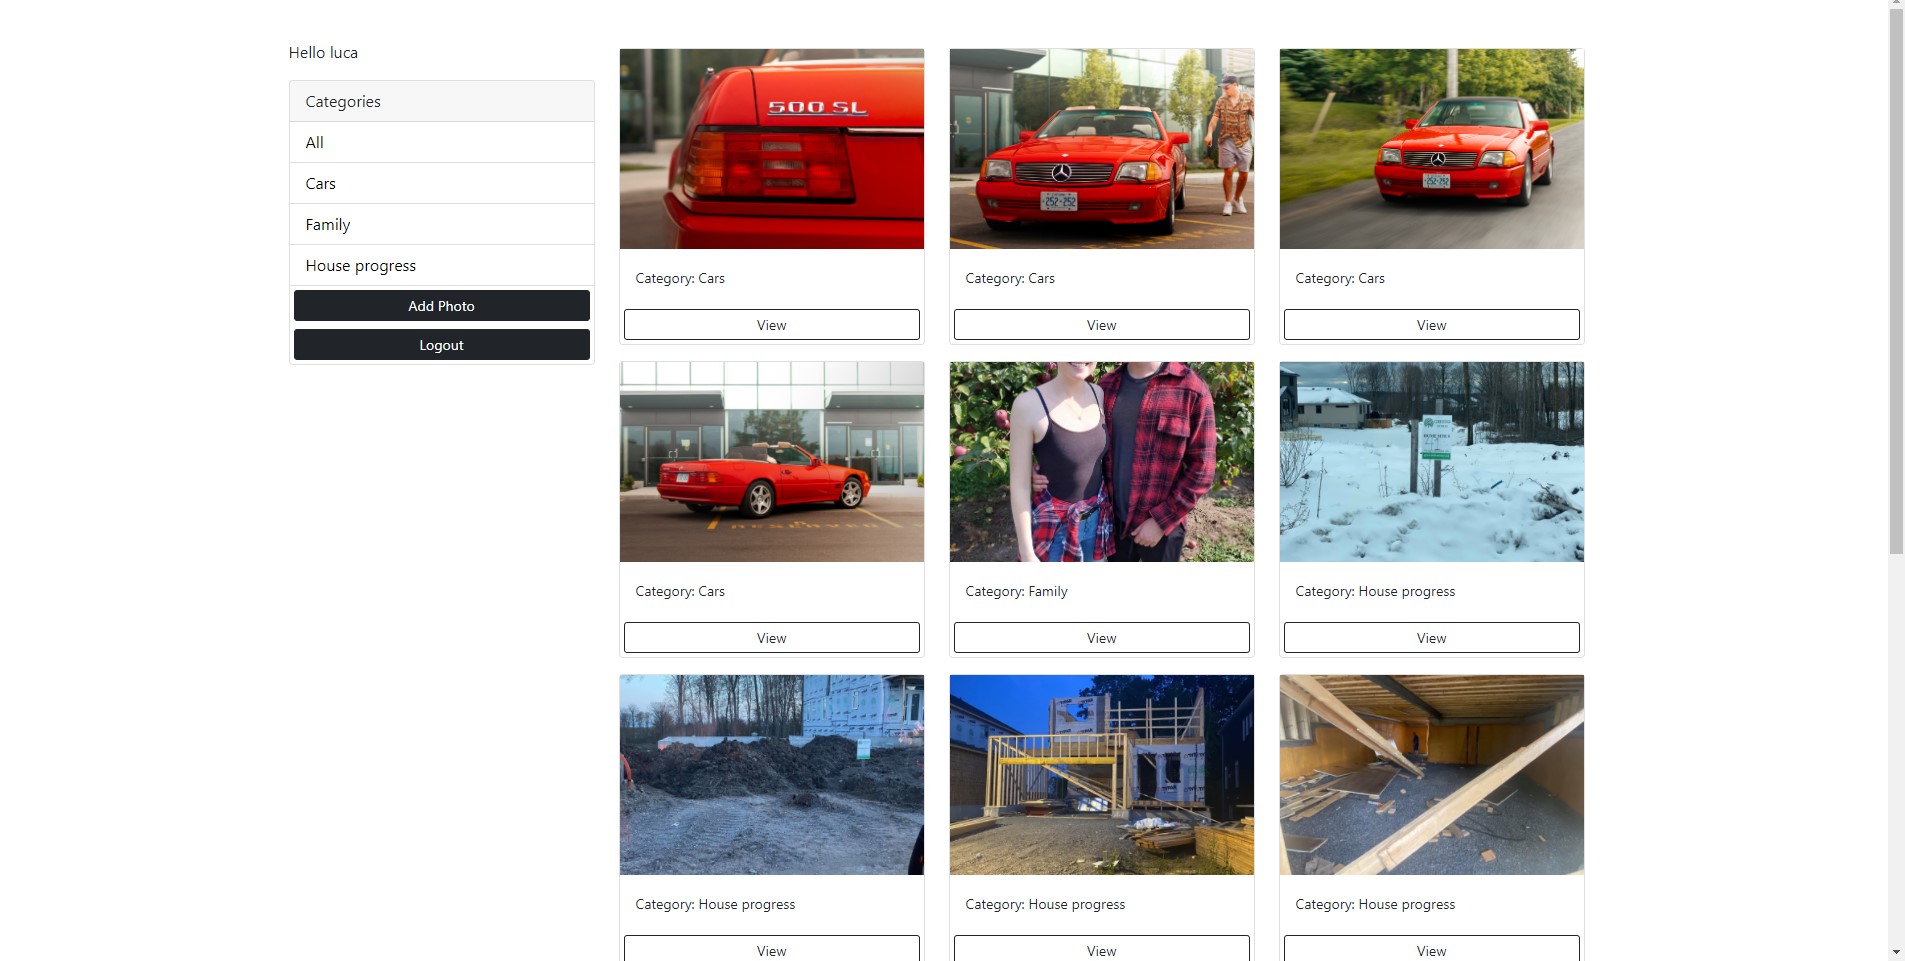 Hello luca
Categories
All
Cars
Family
House progress
Add Photo
Logout
500 SL
252-252
252-252
Category: Cars
Category: Cars
Category: Cars
View
View
View
Category: Cars
Category: Family
Category: House progress
View
View
View
Category: House progress
Category: House progress
Category: House progress
View
View
View